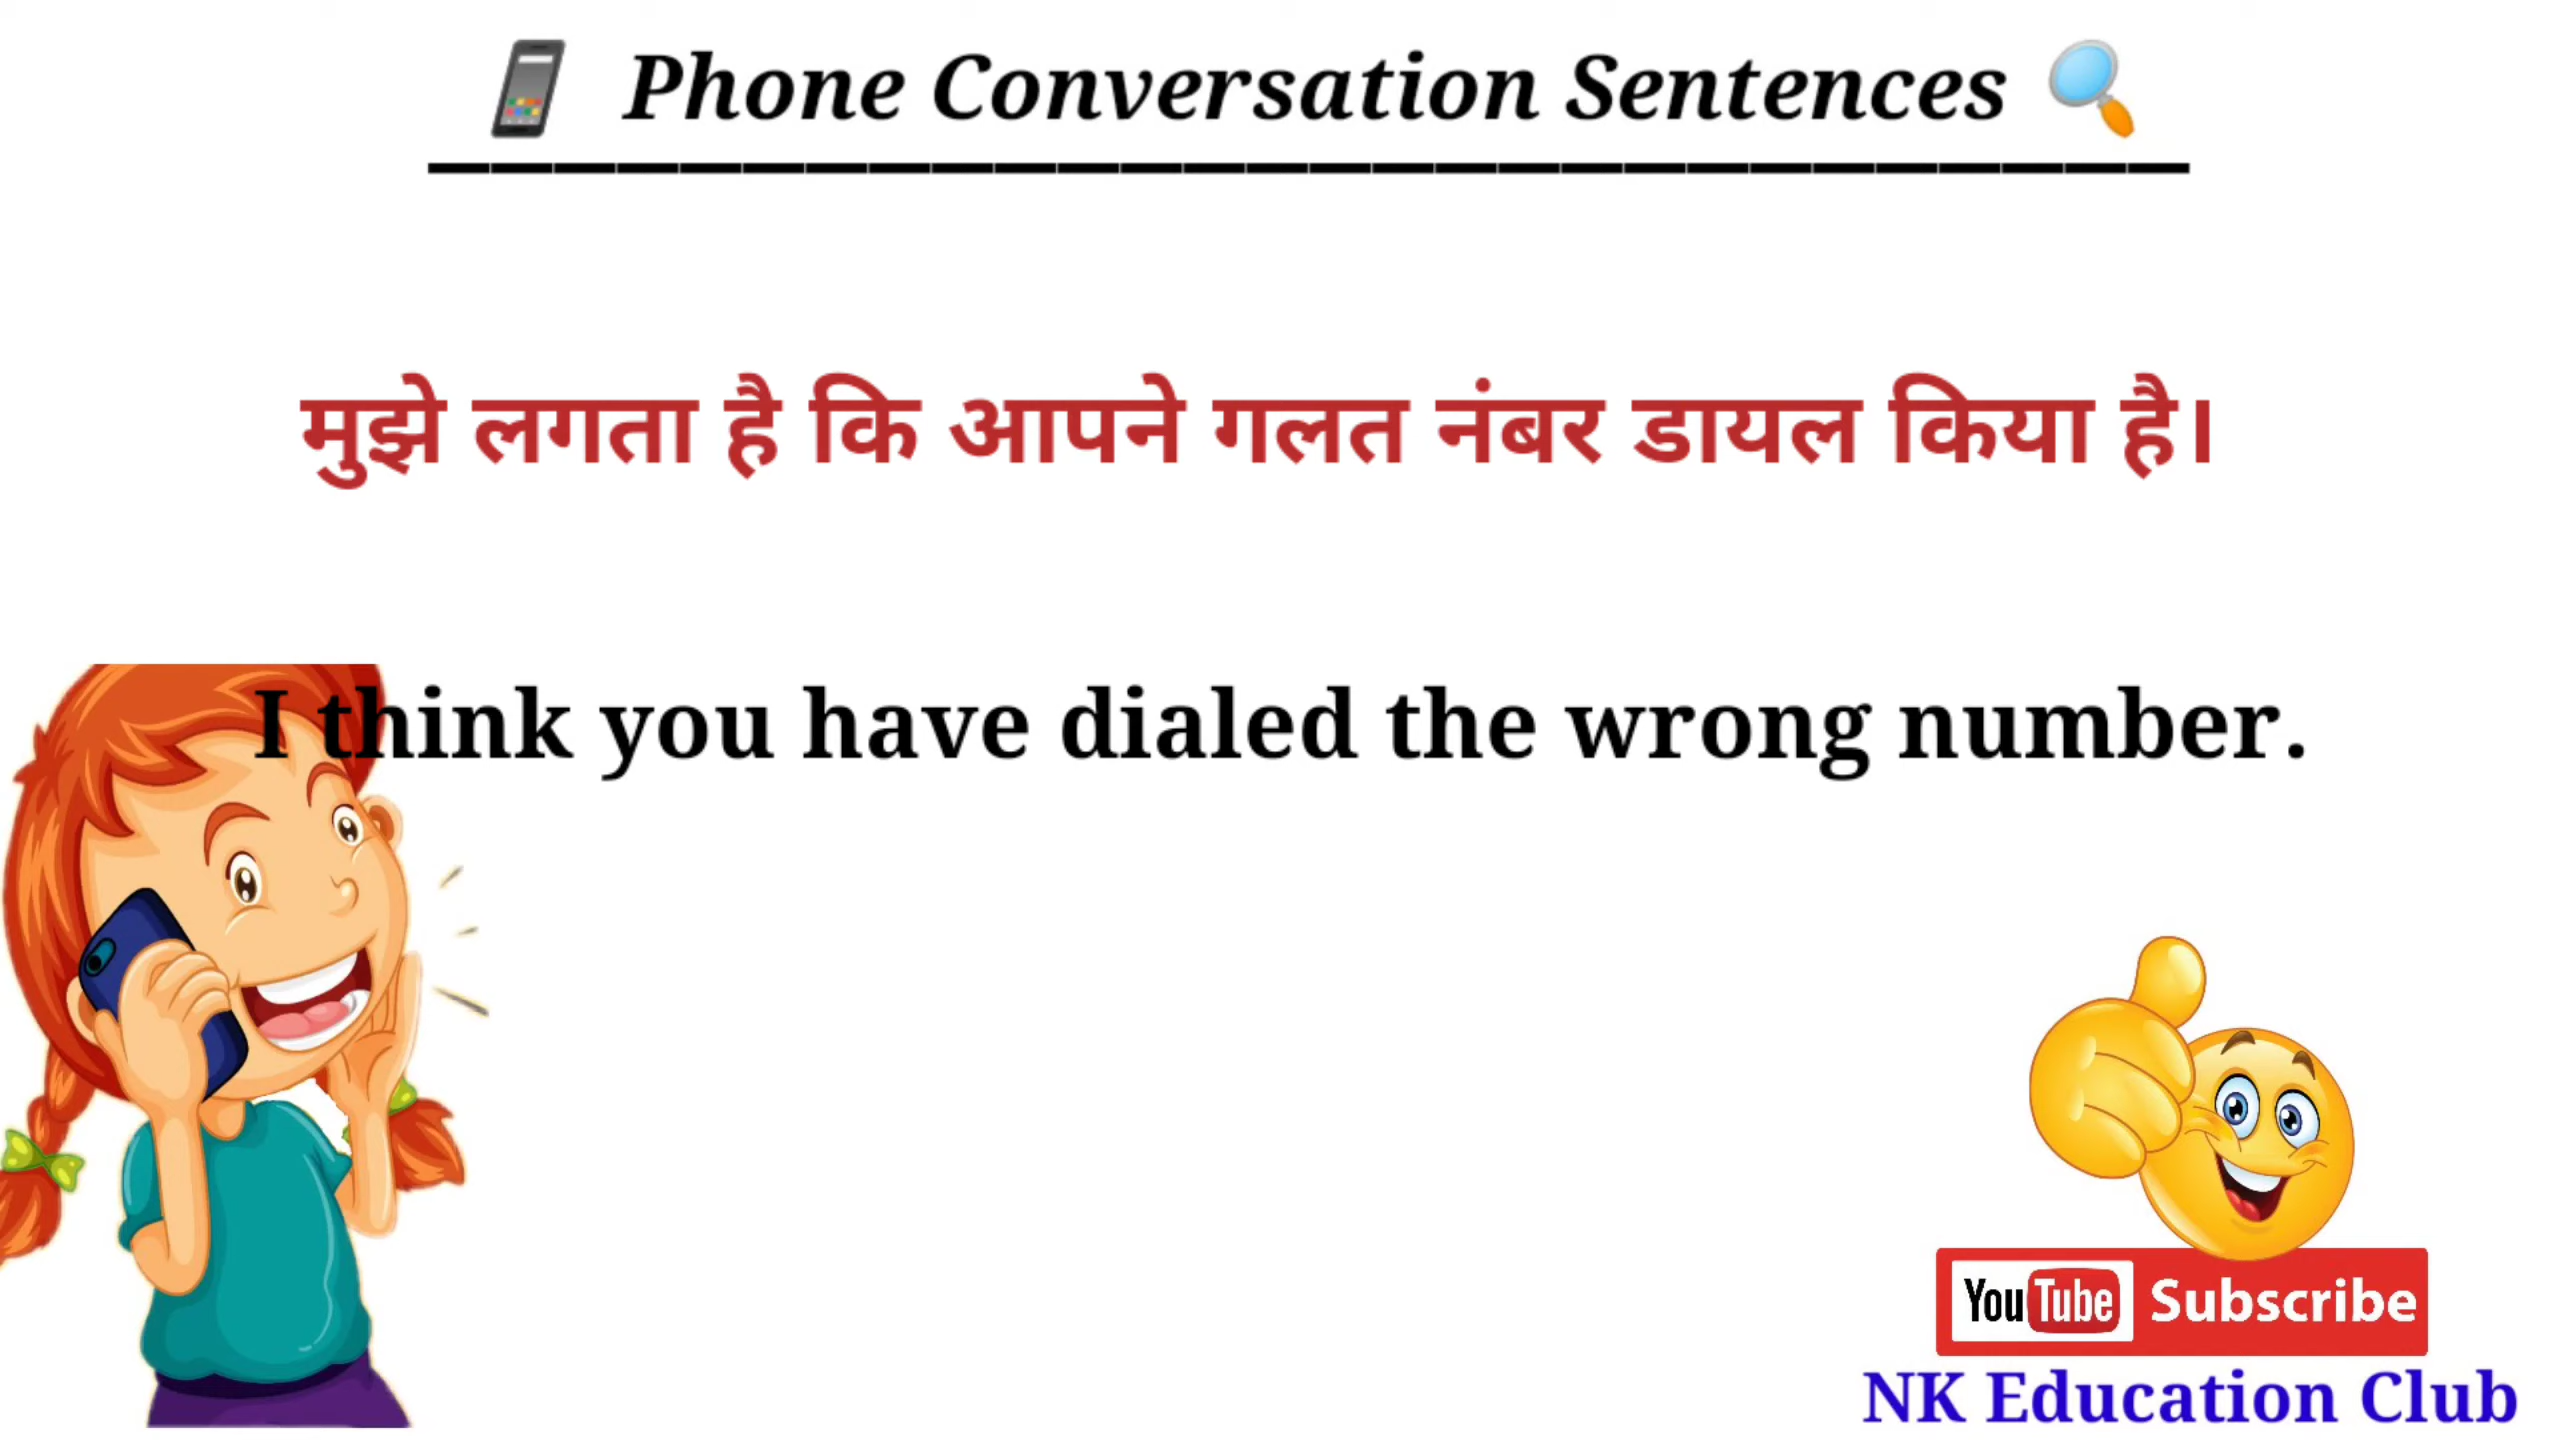 Phone Conversation Sentences
मुझे लगता है कि आपने गलत नंबर डायल किया है।
I think you have dialed the wrong number.
YouTube Subscribe
NK Education Club